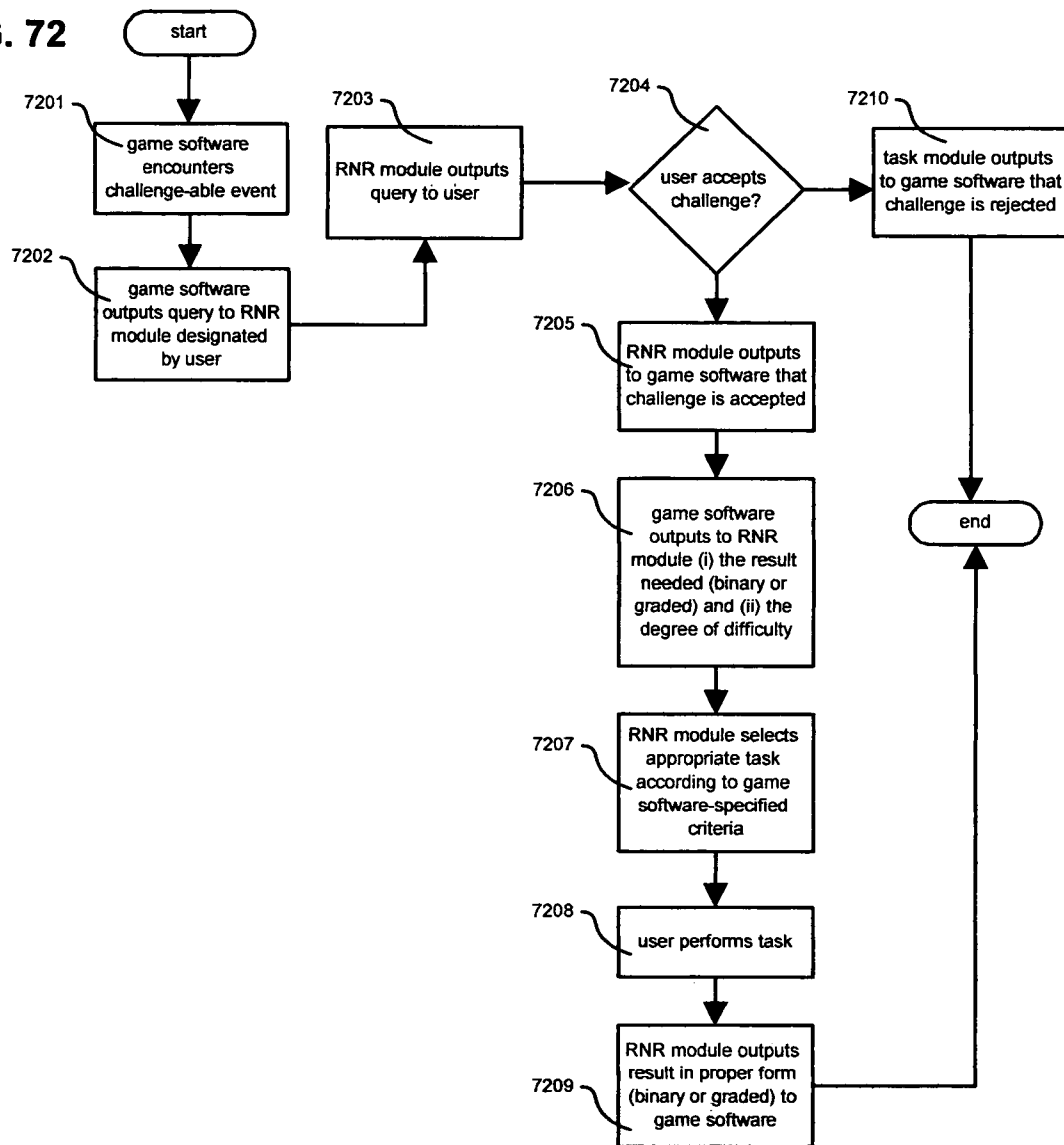 G. 72
start
7201
game software
encounters
challenge-able event
7202
game software
outputs query to RNR
module designated
by user
7203
RNR module outputs
query to user
7204
user accepts
challenge?
7210
task module outputs
to game software that
challenge is rejected
7205
RNR module outputs
to game software that
challenge is accepted
7206
game software
outputs to RNR
module (i) the result
needed (binary or
graded) and (ii) the
degree of difficulty
end
7207
RNR module selects
appropriate task
according to game
software-specified
criteria
7208
user performs task
7209
RNR module outputs
result in proper form
(binary or graded) to
game software